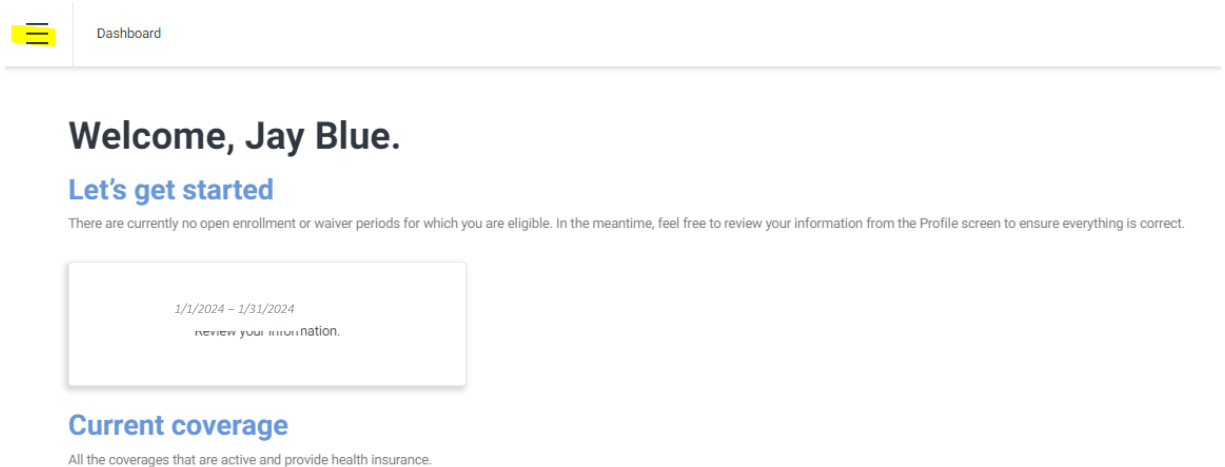 Dashboard
Welcome, Jay Blue.
Let's get started
There are currently no open enrollment or waiver periods for which you are eligible. In the meantime, feel free to review your information from the Profile screen to ensure everything is correct.
1/1/2024 – 1/31/2024
Review your information.
Current coverage
All the coverages that are active and provide health insurance.